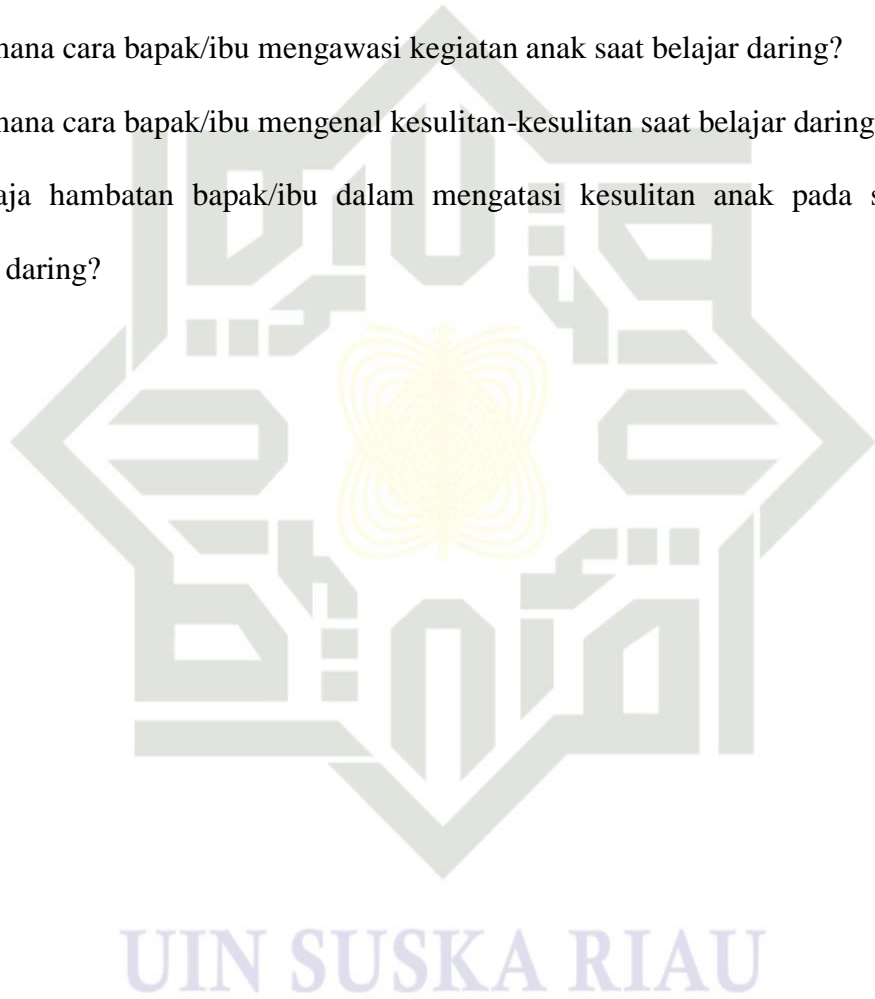 mana cara bapak/ibu mengawasi kegiatan anak saat belajar daring?
mana cara bapak/ibu mengenal kesulitan-kesulitan saat belajar daring
aja hambatan bapak/ibu dalam mengatasi kesulitan anak pada s
daring?
UIN SUSKA RIAU